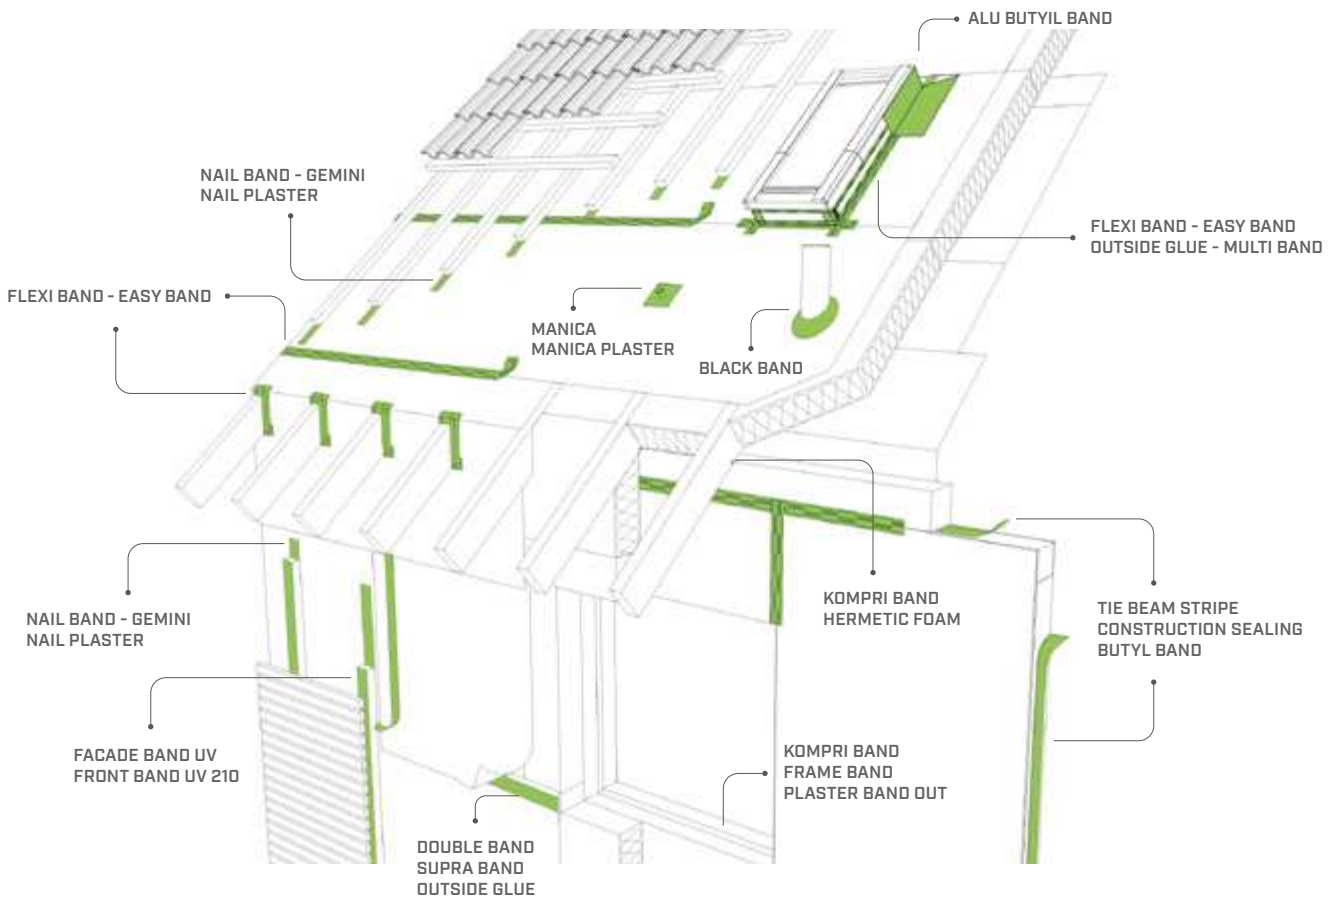 ALU BUTYIL BAND
NAIL BAND - GEMINI
NAIL PLASTER
FLEXI BAND - EASY BAND
OUTSIDE GLUE - MULTI BAND
FLEXI BAND - EASY BAND
MANICA
MANICA PLASTER
BLACK BAND
KOMPRI BAND
HERMETIC FOAM
TIE BEAM STRIPE
CONSTRUCTION SEALING
BUTYL BAND
NAIL BAND - GEMINI
NAIL PLASTER
FACADE BAND UV
FRONT BAND UV 210
KOMPRI BAND
FRAME BAND
PLASTER BAND OUT
DOUBLE BAND
SUPRA BAND
OUTSIDE GLUE